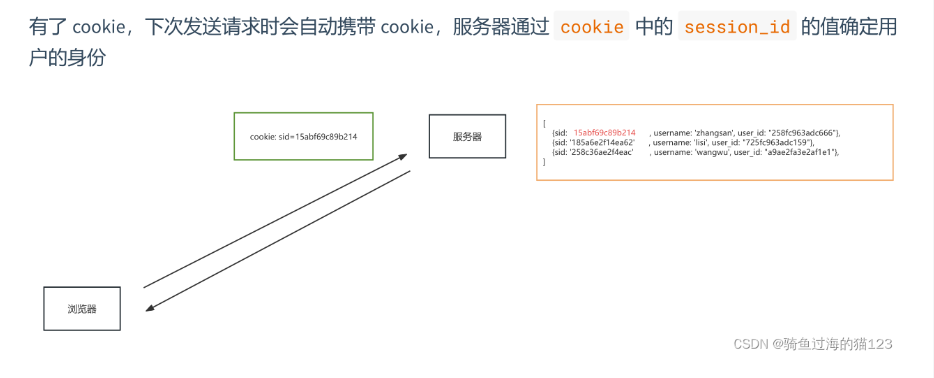 有了 cookie，下次发送请求时会自动携带 cookie，服务器通过 cookie 中的 session_id 的值确定用
户的身份
cookie: sid=15abf69c89b214
服务器
[
{sid: 15abf69c89b214 , username: 'zhangsan', user_id: "258fc963adc666"},
{sid: '185a6e2f14ea62' , username: 'lisi', user_id: "725fc963adc159"},
{sid: '258c36ae2f4eac' , username: 'wangwu', user_id: "a9ae2fa3e2af1e1"},
]
浏览器
CSDN @骑鱼过海的猫123